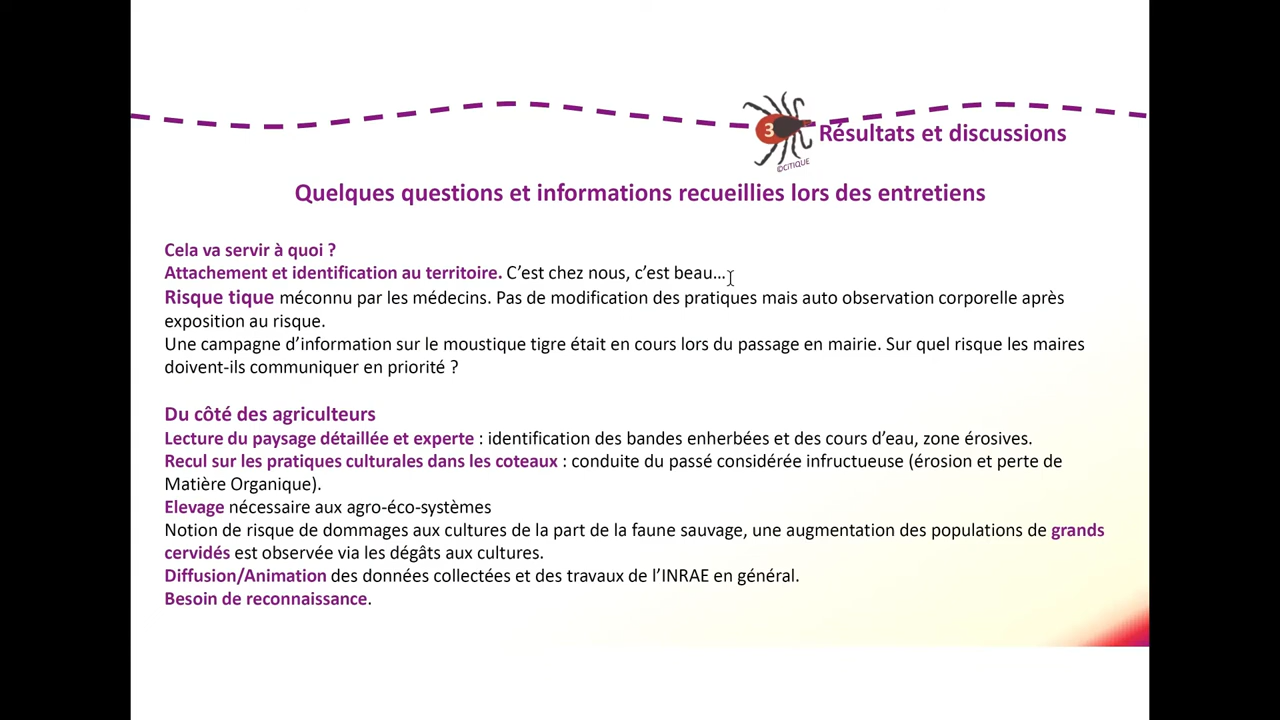 3
Résultats et discussions
©CITIQUE
Quelques questions et informations recueillies lors des entretiens
Cela va servir à quoi ?
Attachement et identification au territoire. C’est chez nous, c’est beau…
Risque tique méconnu par les médecins. Pas de modification des pratiques mais auto observation corporelle après
exposition au risque.
Une campagne d’information sur le moustique tigre était en cours lors du passage en mairie. Sur quel risque les maires
doivent-ils communiquer en priorité ?
Du côté des agriculteurs
Lecture du paysage détaillée et experte : identification des bandes enherbées et des cours d’eau, zone érosives.
Recul sur les pratiques culturales dans les coteaux : conduite du passé considérée infructueuse (érosion et perte de
Matière Organique).
Elevage nécessaire aux agro-éco-systèmes
Notion de risque de dommages aux cultures de la part de la faune sauvage, une augmentation des populations de grands
cervidés est observée via les dégâts aux cultures.
Diffusion/Animation des données collectées et des travaux de l’INRAE en général.
Besoin de reconnaissance.